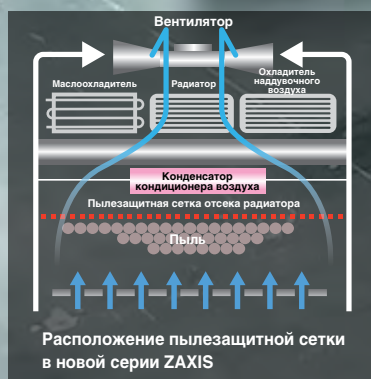 Вентилятор
Маслоохладитель
Радиатор
Охладитель
наддувочного
воздуха
Конденсатор
кондиционера воздуха
Пылезащитная сетка отсека радиатора
Пыль
Расположение пылезащитной сетки
в новой серии ZAXIS